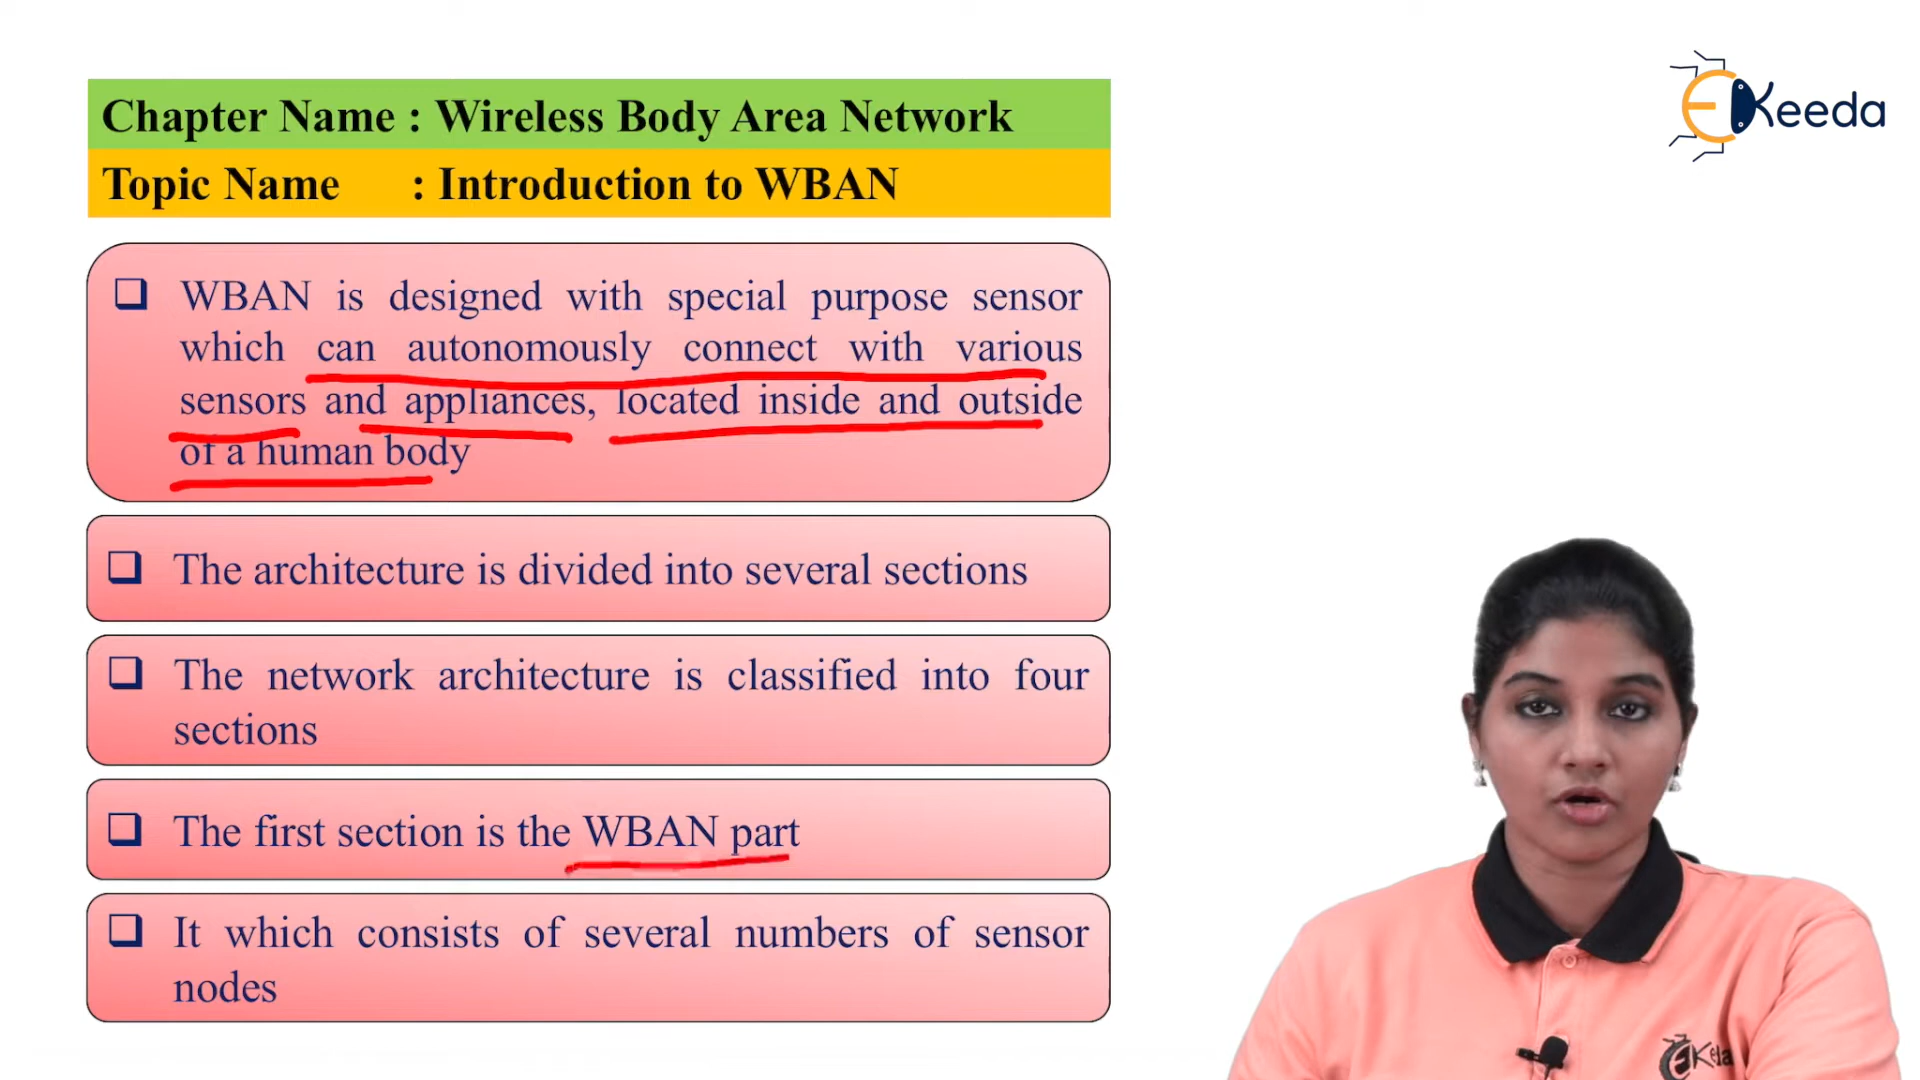 Keeda
Chapter Name : Wireless Body Area Network
Topic Name : Introduction to WBAN
WBAN is designed with special purpose sensor
which can autonomously connect with various
sensors and appliances, located inside and outside
of a human body
The architecture is divided into several sections
The network architecture is classified into four
sections
The first section is the WBAN part
It which consists of several numbers of sensor
nodes